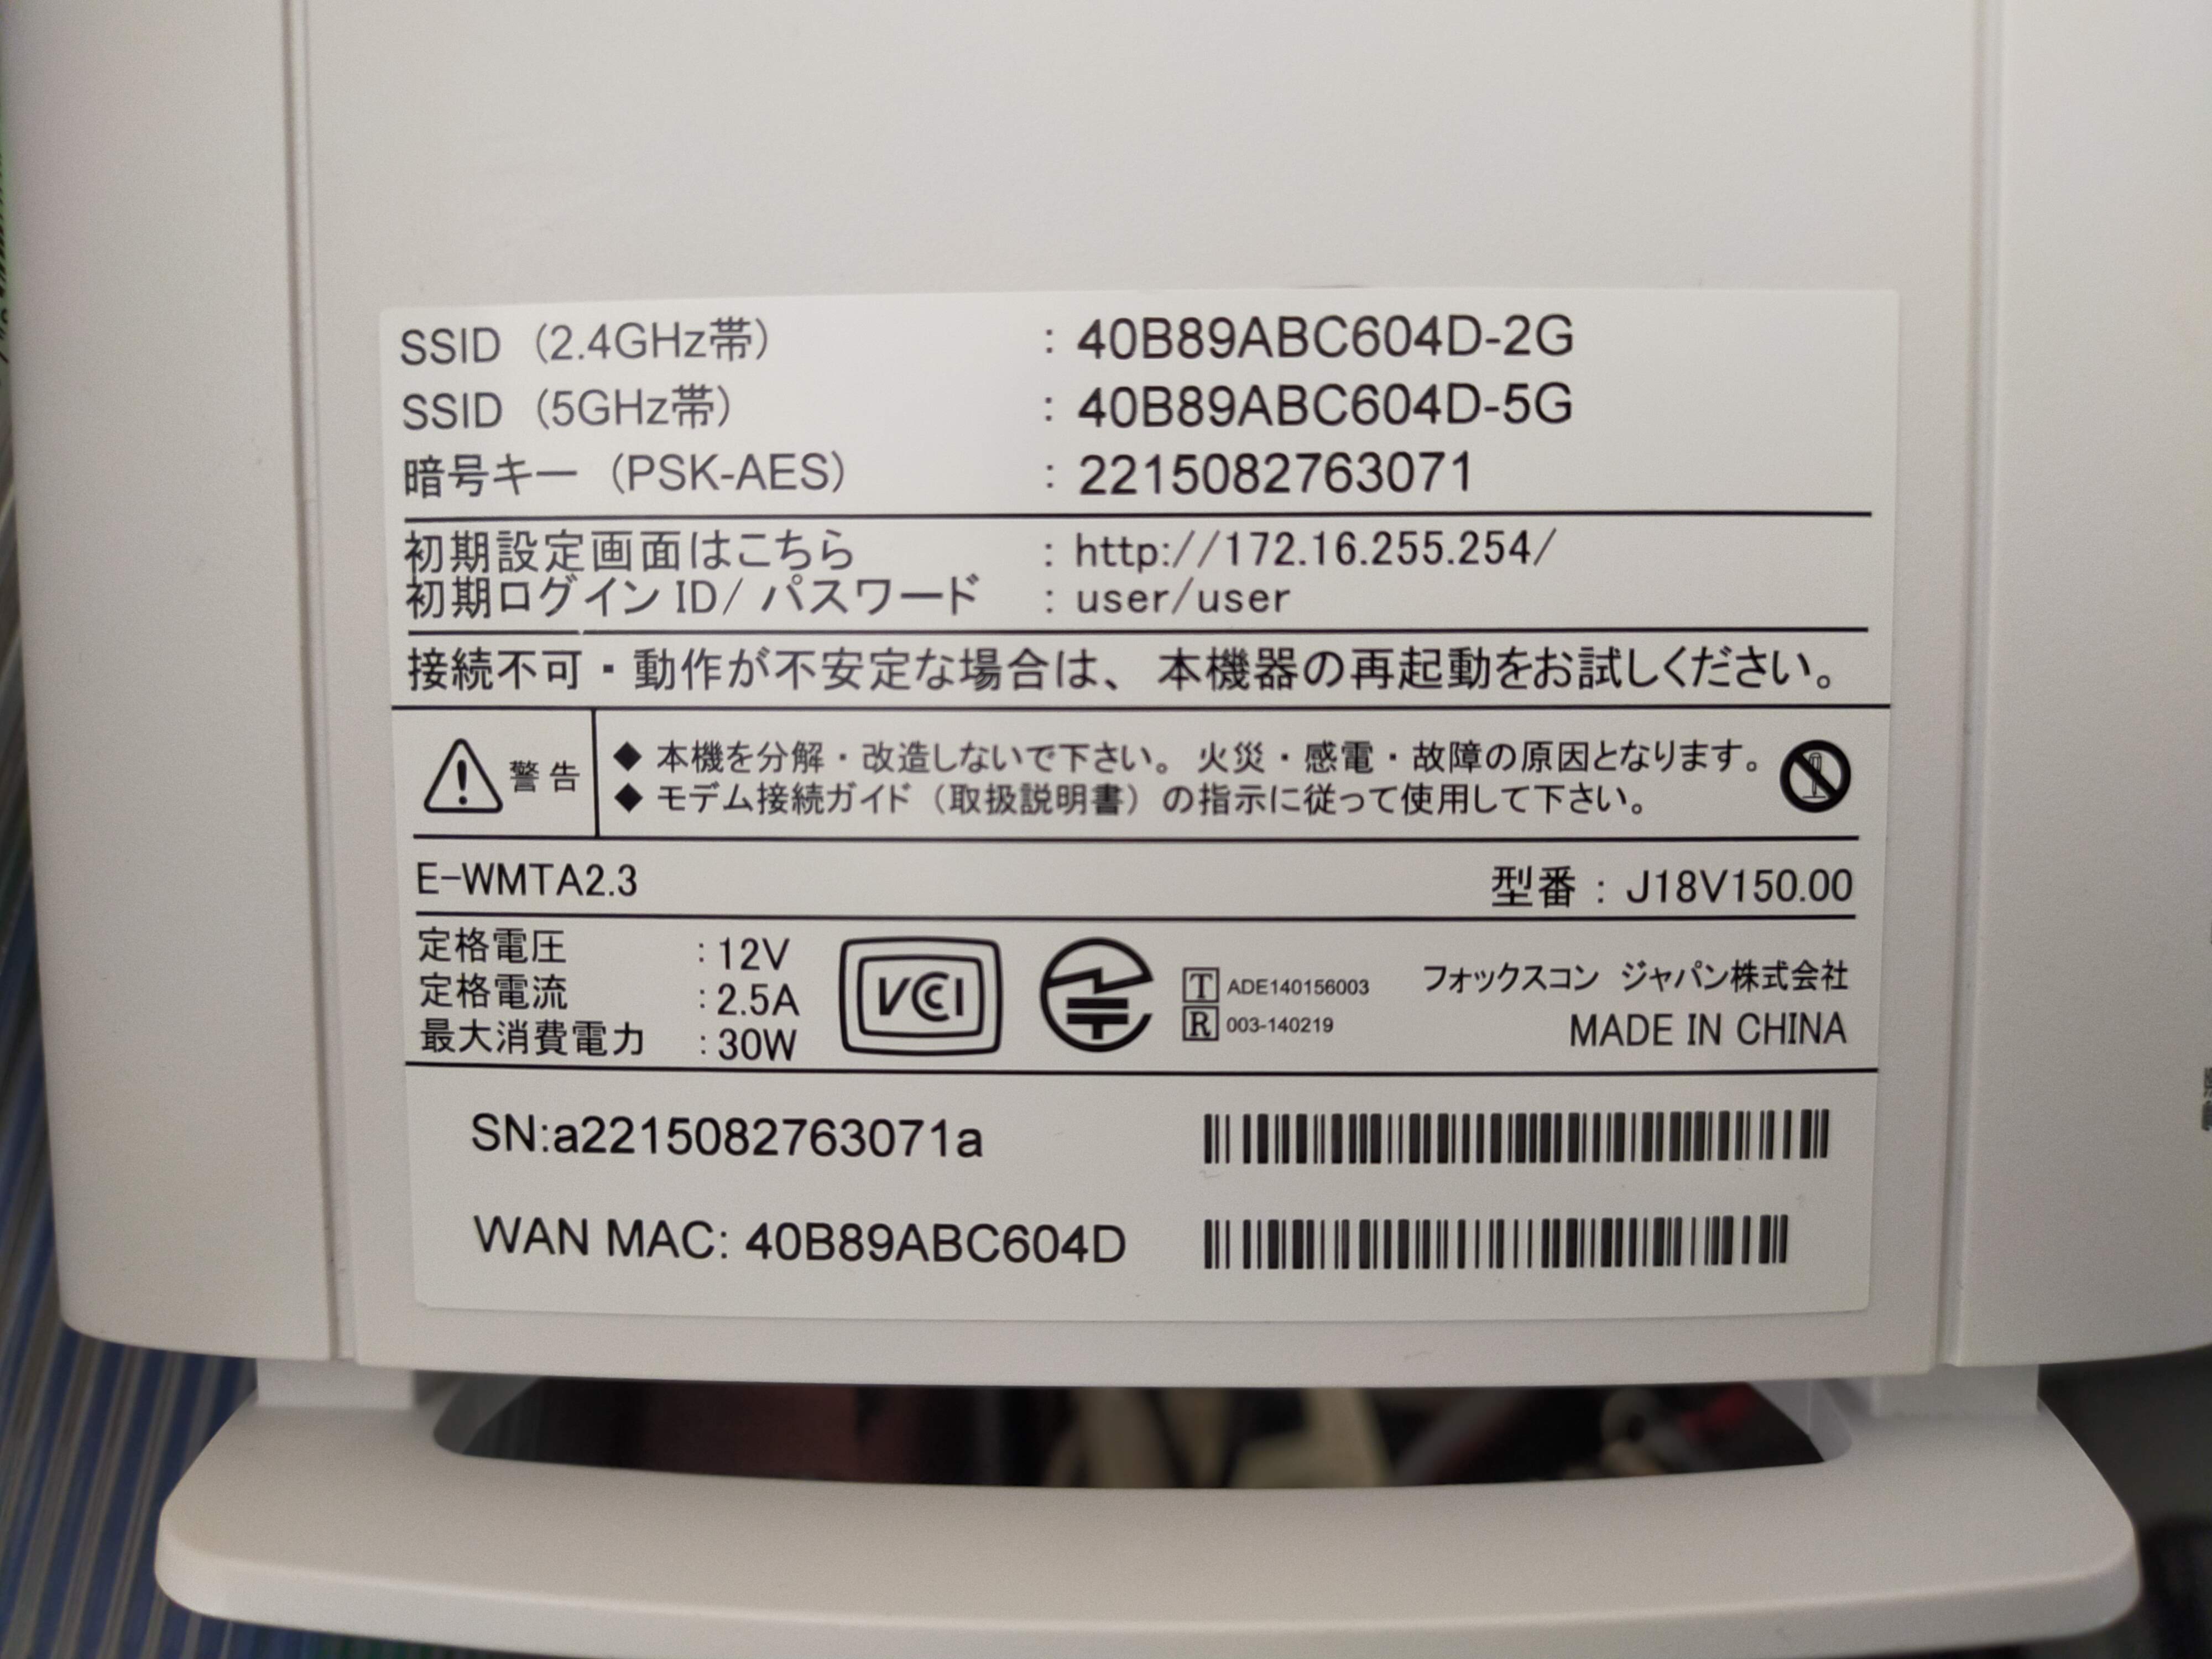 SSID（2.4GHz帯） : 40B89ABC604D-2G
SSID（5GHz帯） : 40B89ABC604D-5G
暗号キー（PSK-AES） : 2215082763071
初期設定画面はこちら : http://172.16.255.254/
初期ログインID/ パスワード : user/user
接続不可・動作が不安定な場合は、本機器の再起動をお試しください。
警告
◆ 本機を分解・改造しないで下さい。火災・感電・故障の原因となります。
◆ モデム接続ガイド（取扱説明書）の指示に従って使用して下さい。
E-WMTA2.3 型番：J18V150.00
定格電圧 : 12V
定格電流 : 2.5A
最大消費電力 : 30W
VCCI
T ADE140156003
R 003-140219
フォックスコン ジャパン株式会社
MADE IN CHINA
SN:a2215082763071a
WAN MAC: 40B89ABC604D